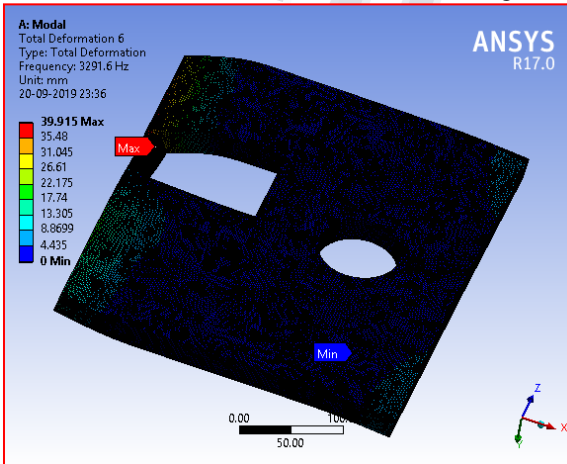 A: Modal
Total Deformation 6
Type: Total Deformation
Frequency: 3291.6 Hz
Unit: mm
20-09-2019 23:36
ANSYS
R17.0
39.915 Max
35.48
31.045
26.61
22.175
17.74
13.305
8.8699
4.435
0 Min
Max
Min
0.00
50.00
Z
X
Y